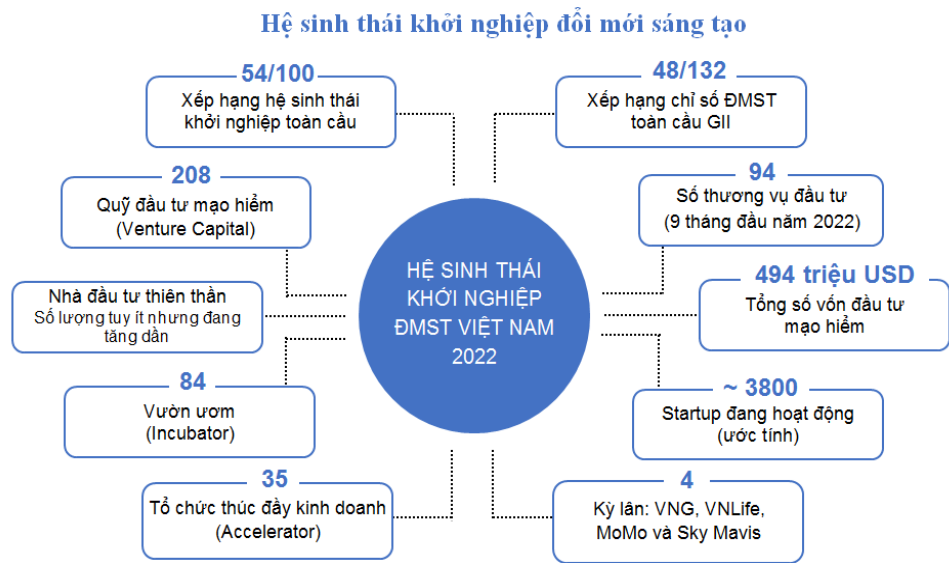 Hệ sinh thái khởi nghiệp đổi mới sáng tạo
54/100
Xếp hạng hệ sinh thái
khởi nghiệp toàn cầu
48/132
Xếp hạng chỉ số ĐMST
toàn cầu GII
208
Quỹ đầu tư mạo hiểm
(Venture Capital)
94
Số thương vụ đầu tư
(9 tháng đầu năm 2022)
HỆ SINH THÁI
KHỞI NGHIỆP
ĐMST VIỆT NAM
2022
Nhà đầu tư thiên thần
Số lượng tuy ít nhưng đang
tăng dần
494 triệu USD
Tổng số vốn đầu tư
mạo hiểm
84
Vườn ươm
(Incubator)
~ 3800
Startup đang hoạt động
(ước tính)
35
Tổ chức thúc đẩy kinh doanh
(Accelerator)
4
Kỳ lân: VNG, VNLife,
MoMo và Sky Mavis